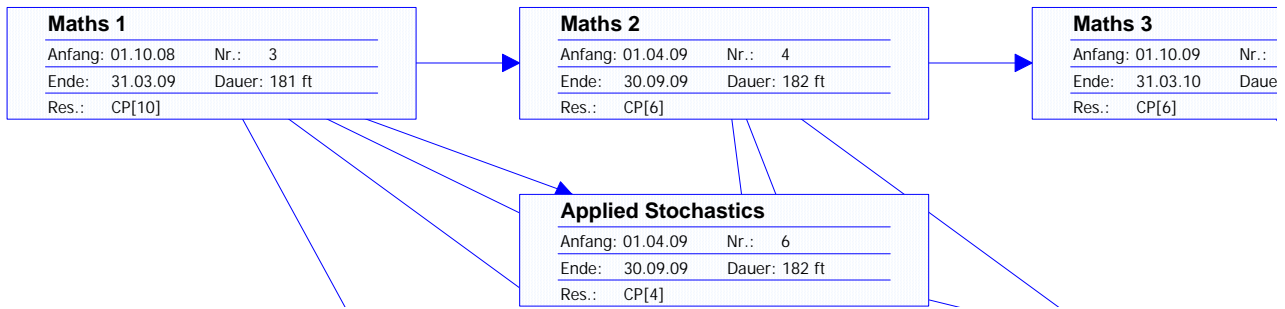 Maths 1
Anfang: 01.10.08 Nr.: 3
Ende: 31.03.09 Dauer: 181 ft
Res.: CP[10]
Maths 2
Anfang: 01.04.09 Nr.: 4
Ende: 30.09.09 Dauer: 182 ft
Res.: CP[6]
Maths 3
Anfang: 01.10.09 Nr.:
Ende: 31.03.10 Daue
Res.: CP[6]
Applied Stochastics
Anfang: 01.04.09 Nr.: 6
Ende: 30.09.09 Dauer: 182 ft
Res.: CP[4]